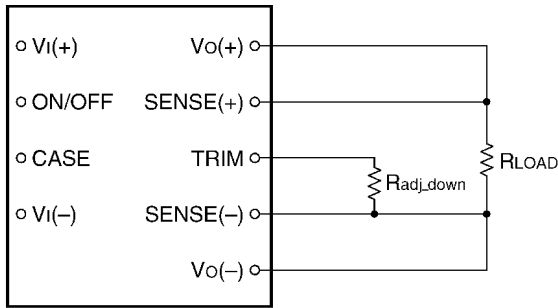 VI(+) VO(+)
ON/OFF SENSE(+)
CASE TRIM
RLOAD
Radj_down
VI(–) SENSE(–)
VO(–)